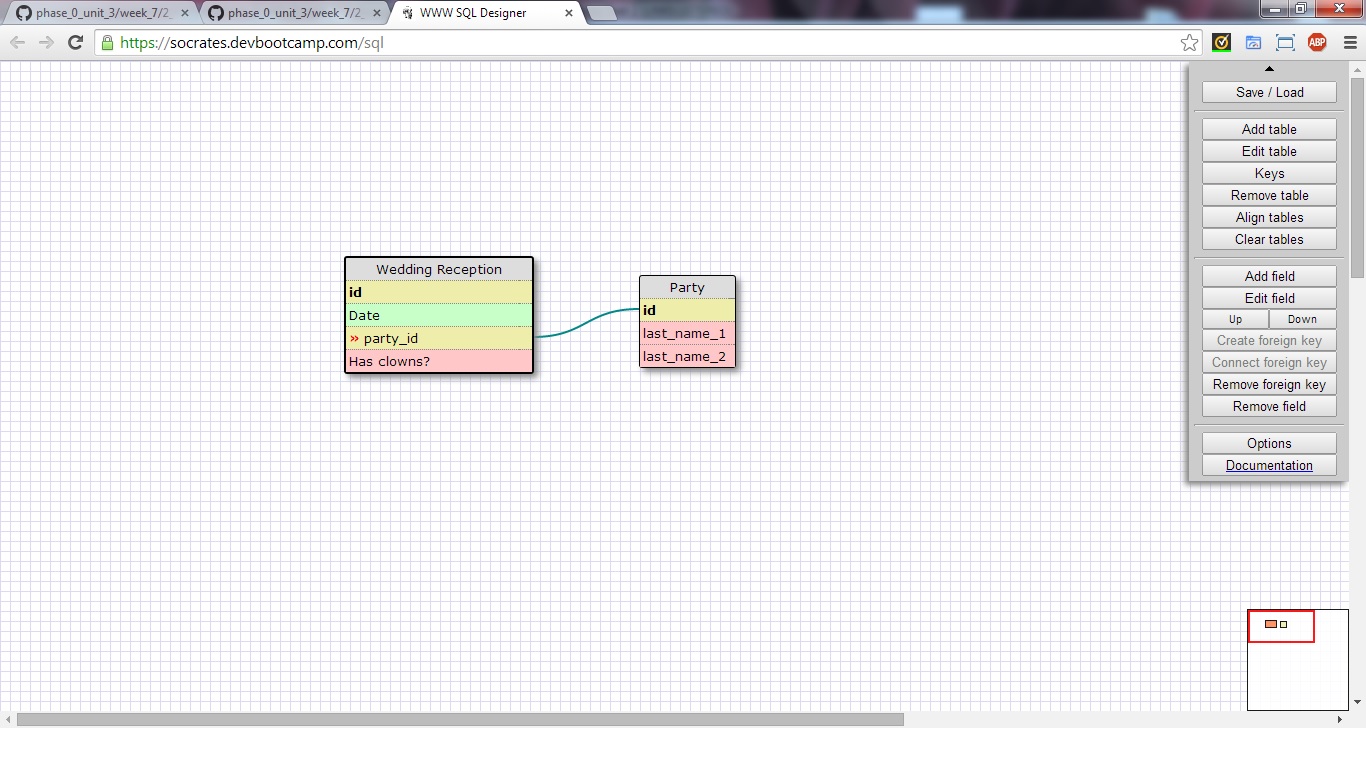 phase_0_unit_3/week_7/2_
phase_0_unit_3/week_7/2_
WWW SQL Designer
https://socrates.devbootcamp.com/sql
ABP
Save / Load
Add table
Edit table
Keys
Remove table
Align tables
Clear tables
Add field
Edit field
Up Down
Create foreign key
Connect foreign key
Remove foreign key
Remove field
Options
Documentation
Wedding Reception
id
Date
» party_id
Has clowns?
Party
id
last_name_1
last_name_2